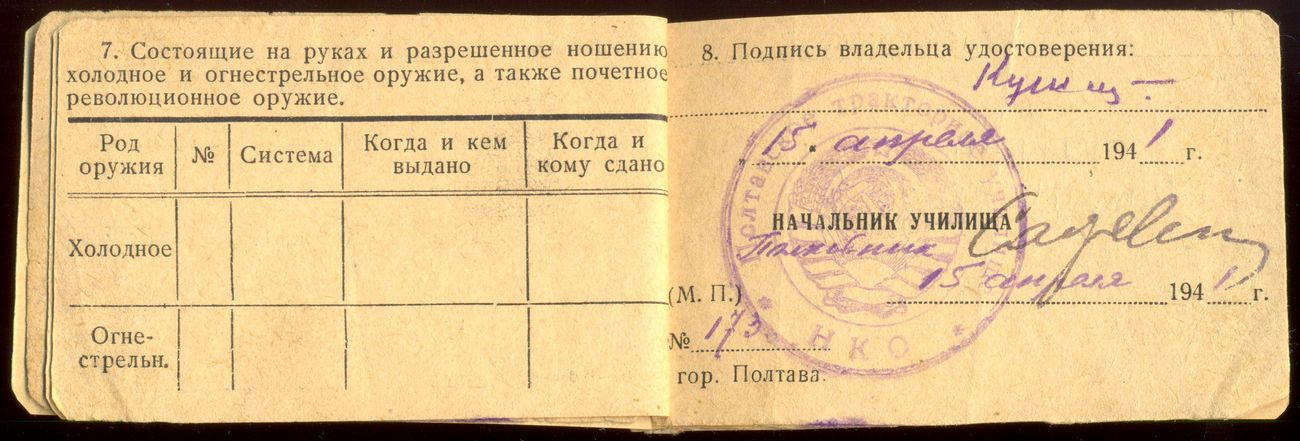 7. Состоящие на руках и разрешенное ношению
холодное и огнестрельное оружие, а также почетное
революционное оружие.
Род оружия
№
Система
Когда и кем выдано
Когда и кому сдано
Холодное
Огне-
стрельн.
8. Подпись владельца удостоверения:
„ 15 " апреля 1941 г.
НАЧАЛЬНИК УЧИЛИЩА
Полковник
(М. П.) 15 апреля 1941 г.
№ 173
гор. Полтава.
НКО